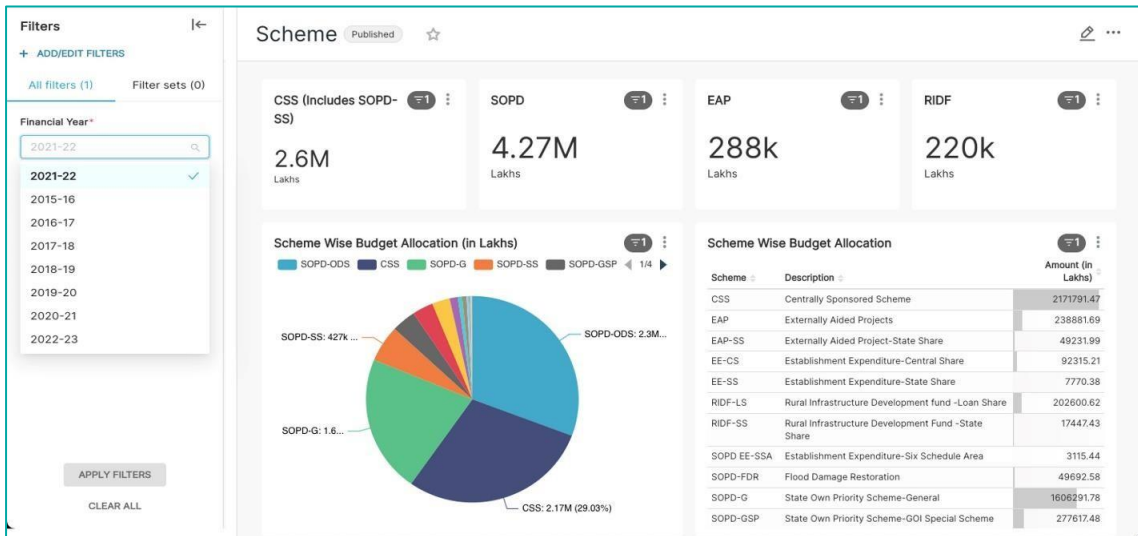 Filters
+ ADD/EDIT FILTERS
All filters (1) Filter sets (0)
Financial Year*
2021-22
2021-22
2015-16
2016-17
2017-18
2018-19
2019-20
2020-21
2022-23
APPLY FILTERS
CLEAR ALL
Scheme Published
CSS (Includes SOPD-
SS) 1
2.6M
Lakhs
SOPD 1
4.27M
Lakhs
EAP 1
288k
Lakhs
RIDF 1
220k
Lakhs
Scheme Wise Budget Allocation (in Lakhs) 1
SOPD-ODS CSS SOPD-G SOPD-SS SOPD-GSP 1/4
SOPD-SS: 427k ...
SOPD-ODS: 2.3M...
SOPD-G: 1.6...
CSS: 2.17M (29.03%)
Scheme Wise Budget Allocation 1
Scheme Description Amount (in
Lakhs)
CSS Centrally Sponsored Scheme 2171791.47
EAP Externally Aided Projects 238881.69
EAP-SS Externally Aided Project-State Share 49231.99
EE-CS Establishment Expenditure-Central Share 92315.21
EE-SS Establishment Expenditure-State Share 7770.38
RIDF-LS Rural Infrastructure Development fund -Loan Share 202600.62
RIDF-SS Rural Infrastructure Development Fund -State 17447.43
Share
SOPD EE-SSA Establishment Expenditure-Six Schedule Area 3115.44
SOPD-FDR Flood Damage Restoration 49692.58
SOPD-G State Own Priority Scheme-General 1606291.78
SOPD-GSP State Own Priority Scheme-GOI Special Scheme 277617.48